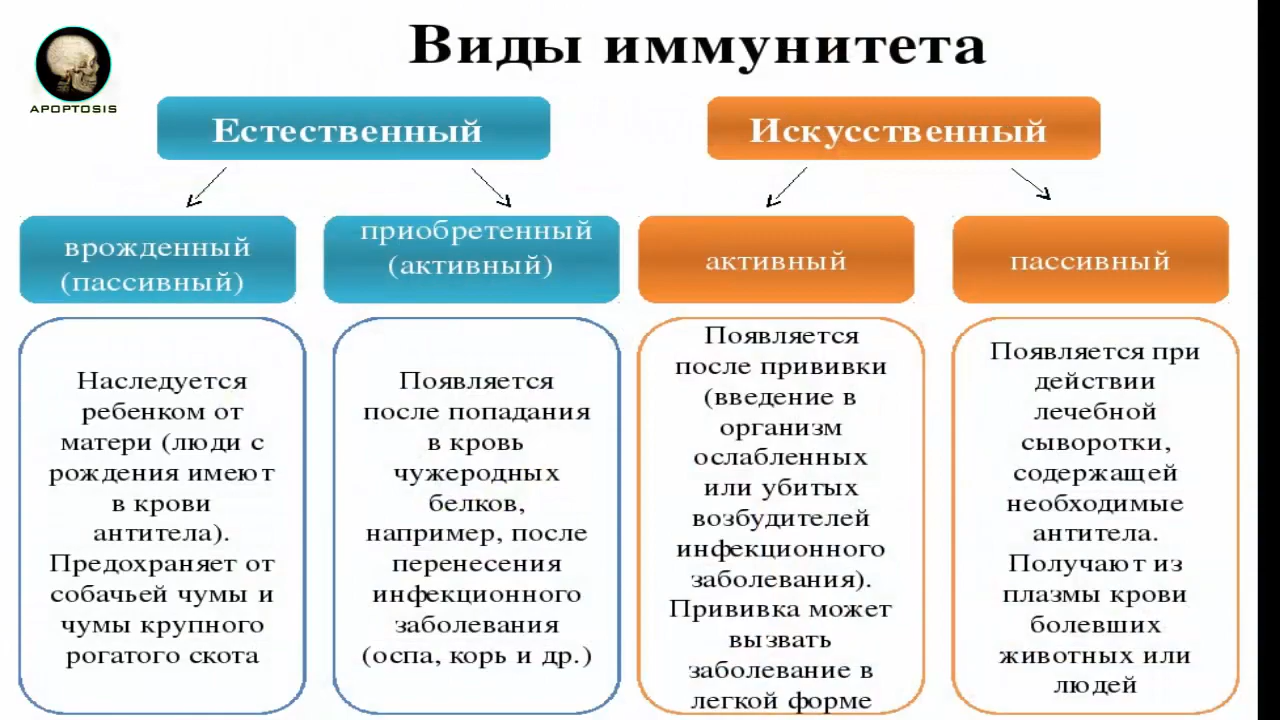 Виды иммунитета
APOPTOSIS
Естественный
Искусственный
врожденный
(пассивный)
приобретенный
(активный)
активный
пассивный
Наследуется
ребенком от
матери (люди с
рождения имеют
в крови
антитела).
Предохраняет от
собачьей чумы и
чумы крупного
рогатого скота
Появляется
после попадания
в кровь
чужеродных
белков,
например, после
перенесения
инфекционного
заболевания
(оспа, корь и др.)
Появляется
после прививки
(введение в
организм
ослабленных
или убитых
возбудителей
инфекционного
заболевания).
Прививка может
вызвать
заболевание в
легкой форме
Появляется при
действии
лечебной
сыворотки,
содержащей
необходимые
антитела.
Получают из
плазмы крови
болевших
животных или
людей